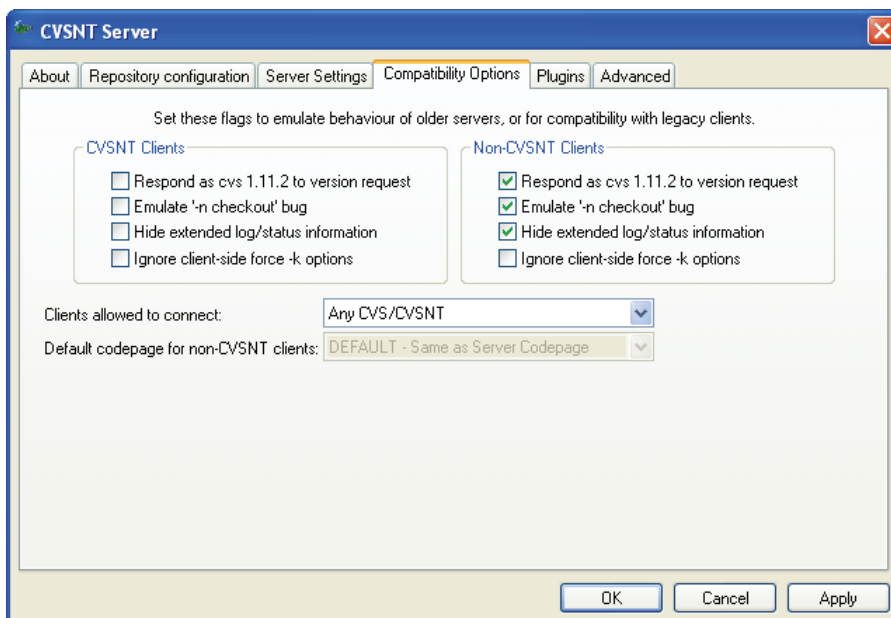 CVSNT Server
About Repository configuration Server Settings Compatibility Options Plugins Advanced
Set these flags to emulate behaviour of older servers, or for compatibility with legacy clients.
CVSNT Clients
Respond as cvs 1.11.2 to version request
Emulate '-n checkout' bug
Hide extended log/status information
Ignore client-side force -k options
Non-CVSNT Clients
Respond as cvs 1.11.2 to version request
Emulate '-n checkout' bug
Hide extended log/status information
Ignore client-side force -k options
Clients allowed to connect: Any CVS/CVSNT
Default codepage for non-CVSNT clients: DEFAULT - Same as Server Codepage
OK Cancel Apply